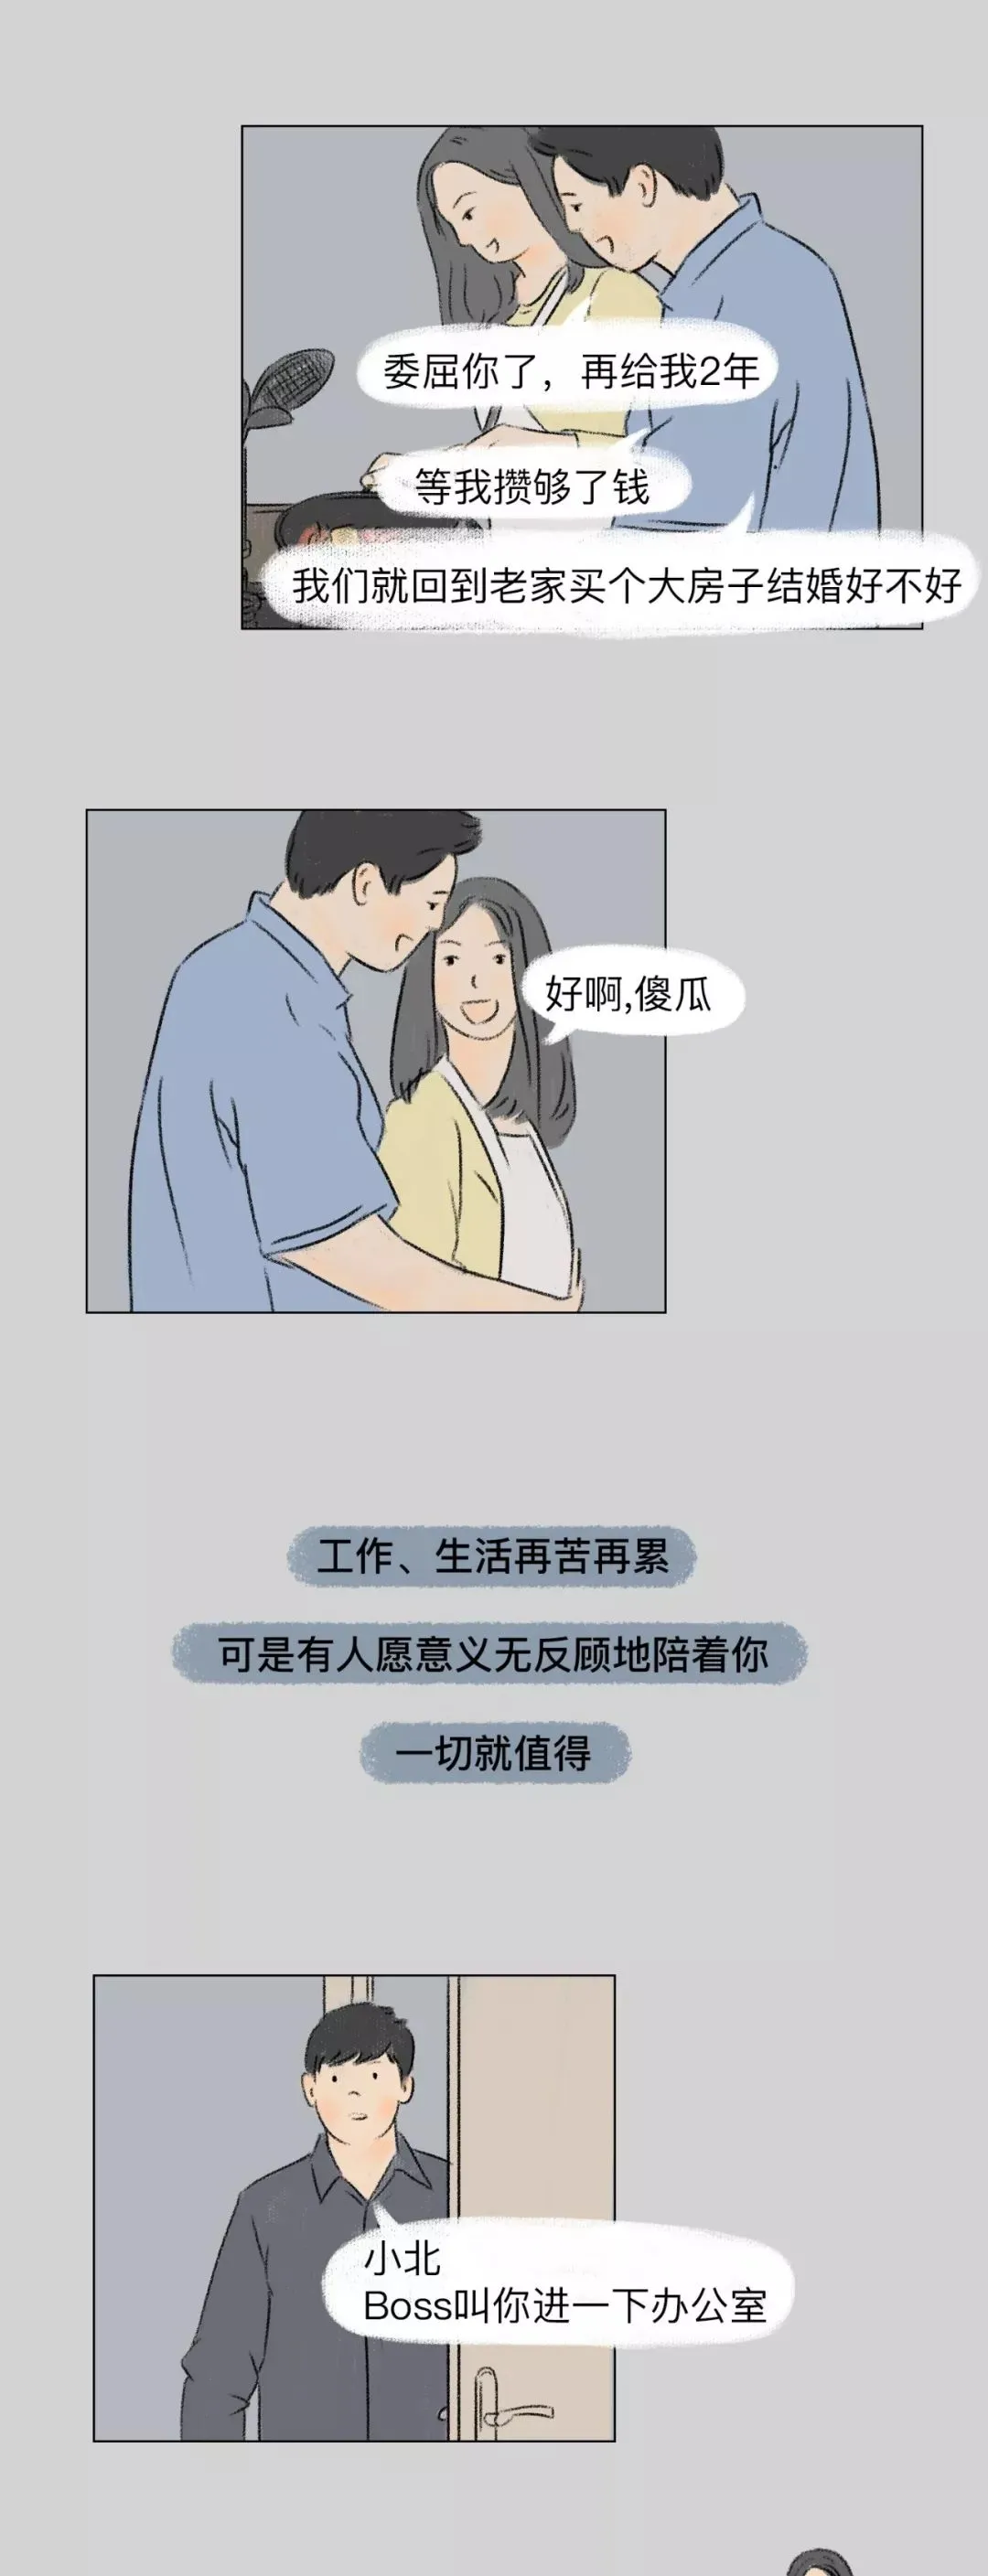 委屈你了，再给我2年
等我攒够了钱
我们就回到老家买个大房子结婚好不好
好啊,傻瓜
工作、生活再苦再累
可是有人愿意义无反顾地陪着你
一切就值得
小北
Boss叫你进一下办公室